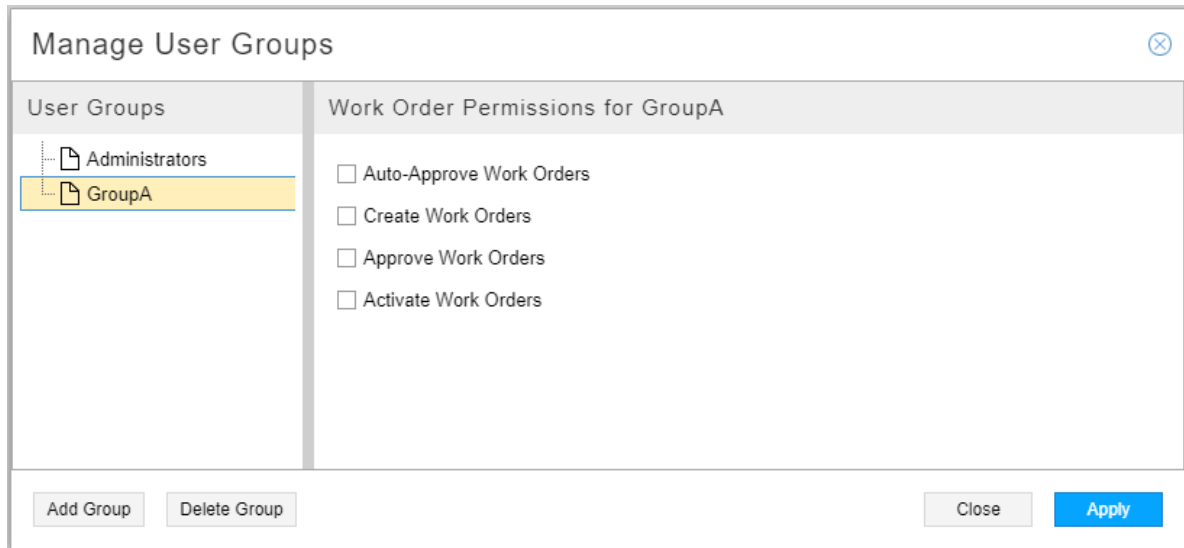 Manage User Groups
User Groups
Work Order Permissions for GroupA
Administrators
GroupA
Auto-Approve Work Orders
Create Work Orders
Approve Work Orders
Activate Work Orders
Add Group
Delete Group
Close
Apply